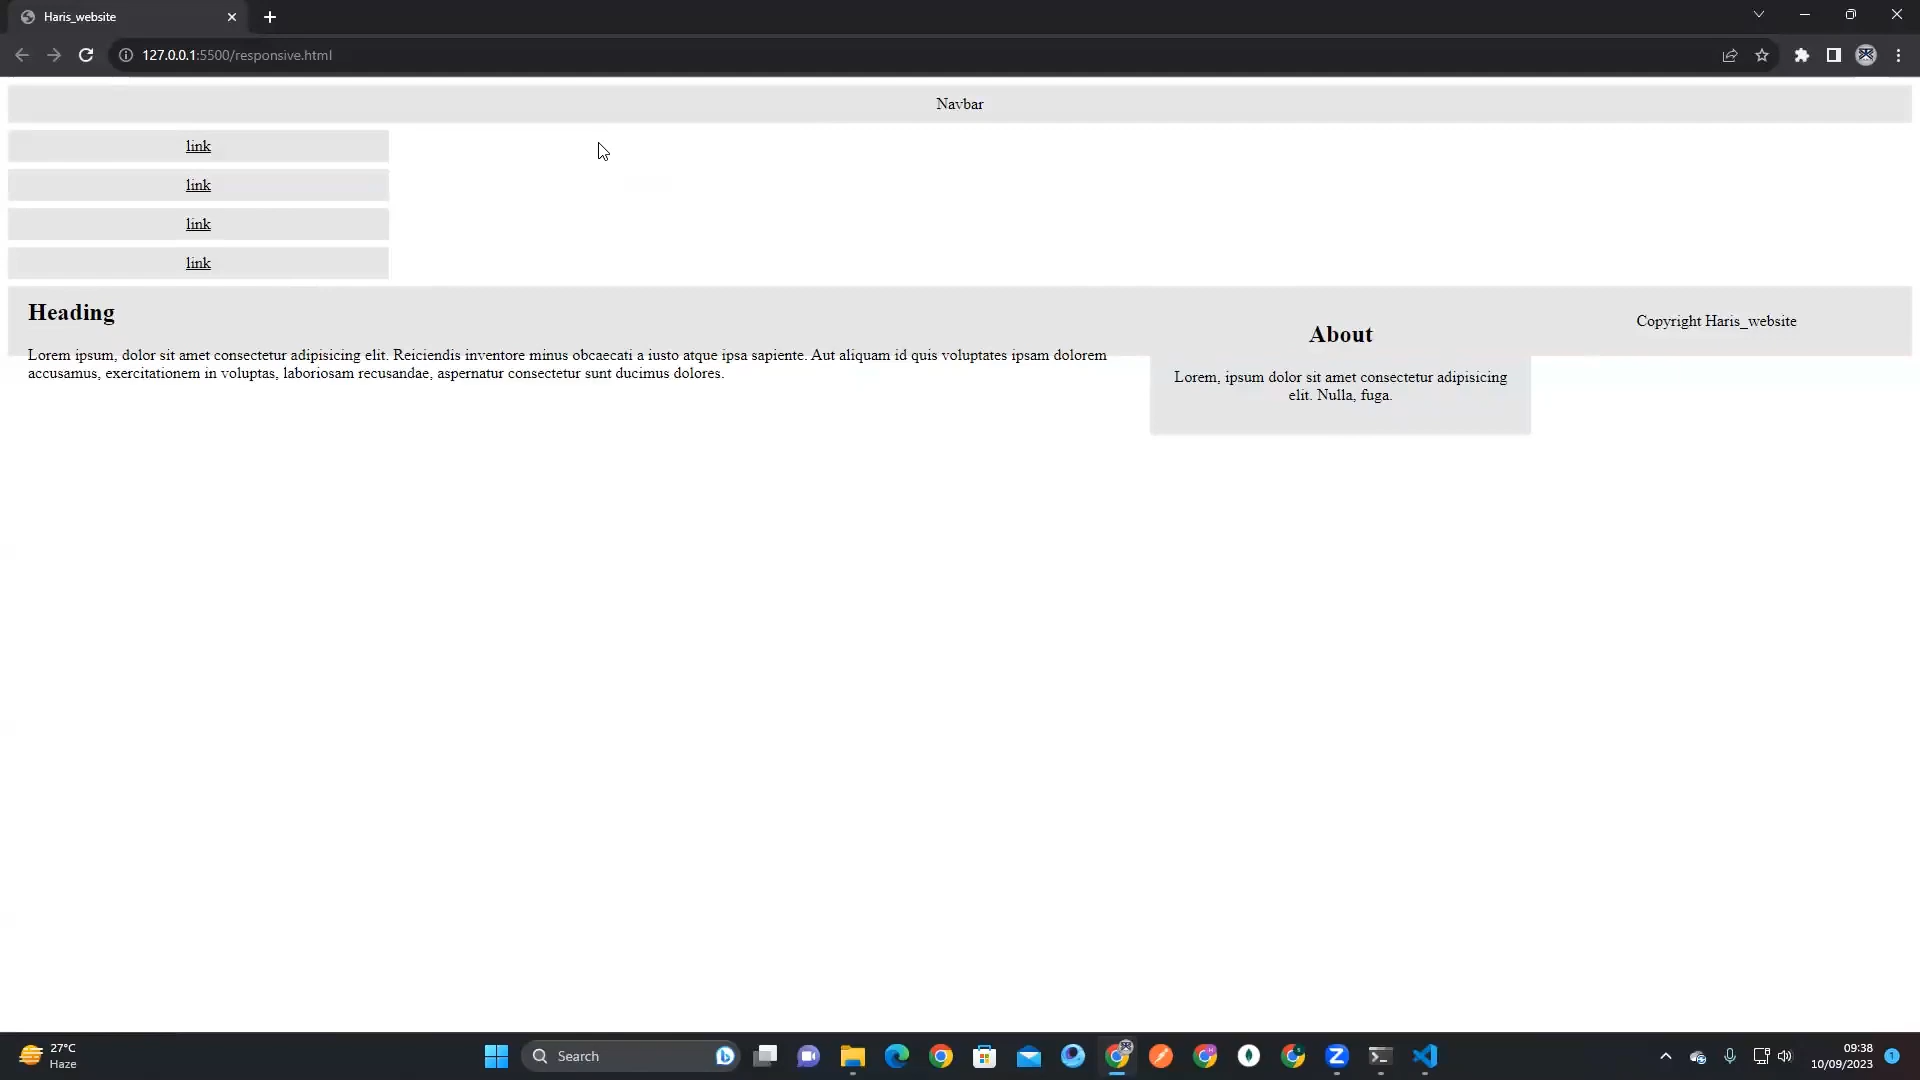 Haris_website
127.0.0.1:5500/responsive.html
Navbar
link
link
link
link
Heading
Lorem ipsum, dolor sit amet consectetur adipisicing elit. Reiciendis inventore minus obcaecati a iusto atque ipsa sapiente. Aut aliquam id quis voluptates ipsam dolorem
accusamus, exercitationem in voluptas, laboriosam recusandae, aspernatur consectetur sunt ducimus dolores.
About
Lorem, ipsum dolor sit amet consectetur adipisicing
elit. Nulla, fuga.
Copyright Haris_website
27°C
Haze
Search
09:38
10/09/2023
1